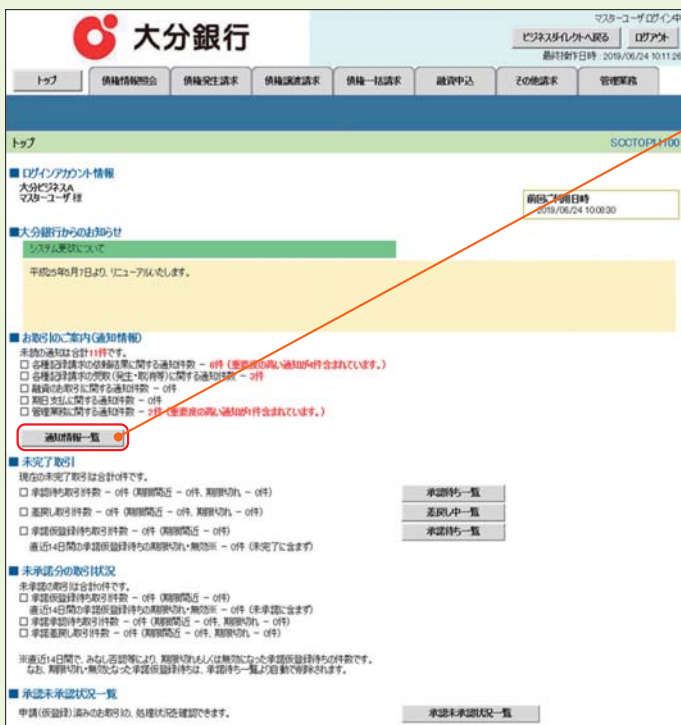 マスターユーザログイン中
大分銀行
ビジネスダイレクトへ戻る ログアウト
最終操作日時：2019/06/24 10:11:26
トップ 債権情報照会 債権発生請求 債権譲渡請求 債権一括請求 融資申込 その他請求 管理業務
トップ SCCTOP11100
■ ログインアカウント情報
大分ビジネスA
マスターユーザ 様
前回ご利用日時
2019/06/24 10:08:30
■大分銀行からのお知らせ
システム更改について
平成25年5月7日より、リニューアルいたします。
■ お取引のご案内(通知情報)
未読の通知は合計11件です。
□ 各種記録請求の依頼結果に関する通知件数 － 6件 (重要度の高い通知が4件含まれています。)
□ 各種記録請求の受取(発生・取消等)に関する通知件数 － 3件
□ 融資のお取引に関する通知件数 － 0件
□ 期日支払に関する通知件数 － 0件
□ 管理業務に関する通知件数 － 2件 (重要度の高い通知が1件含まれています。)
通知情報一覧
■ 未完了取引
現在の未完了取引は合計0件です。
□ 承認待ち取引件数 － 0件 (期限間近 － 0件、期限切れ － 0件) 承認待ち一覧
□ 差戻し取引件数 － 0件 (期限間近 － 0件、期限切れ － 0件) 差戻し中一覧
□ 承諾仮登録待ち取引件数 － 0件 (期限間近 － 0件) 承諾待ち一覧
直近14日間の承諾仮登録待ちの期限切れ・無効※ － 0件 (未完了に含まず)
■ 未承諾分の取引状況
未承諾の取引は合計0件です。
□ 承諾仮登録待ち取引件数 － 0件 (期限間近 － 0件)
直近14日間の承諾仮登録待ちの期限切れ・無効※ － 0件 (未承諾に含まず)
□ 承諾承認待ち取引件数 － 0件 (期限間近 － 0件、期限切れ － 0件)
□ 承諾差戻し取引件数 － 0件 (期限間近 － 0件、期限切れ － 0件)
※直近14日間で、みなし否認等により、期限切れもしくは無効になった承諾仮登録待ちの件数です。
なお、期限切れ・無効となった承諾仮登録待ちは、承諾待ち一覧より自動で削除されます。
■ 承認未承認状況一覧
申請(仮登録)済みのお取引の、処理状況を確認できます。 承認未承認状況一覧